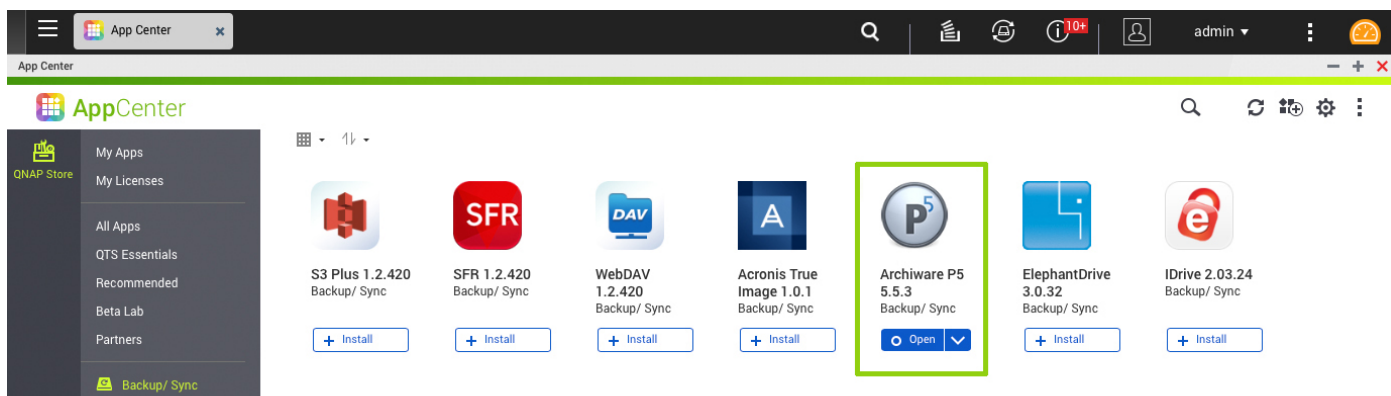 App Center
10+
admin
App Center
AppCenter
QNAP Store
My Apps
My Licenses
All Apps
QTS Essentials
Recommended
Beta Lab
Partners
Backup/ Sync
SFR
DAV
A
P5
e
S3 Plus 1.2.420
Backup/ Sync
+ Install
SFR 1.2.420
Backup/ Sync
+ Install
WebDAV
1.2.420
Backup/ Sync
+ Install
Acronis True
Image 1.0.1
Backup/ Sync
+ Install
Archiware P5
5.5.3
Backup/ Sync
Open
ElephantDrive
3.0.32
Backup/ Sync
+ Install
IDrive 2.03.24
Backup/ Sync
+ Install